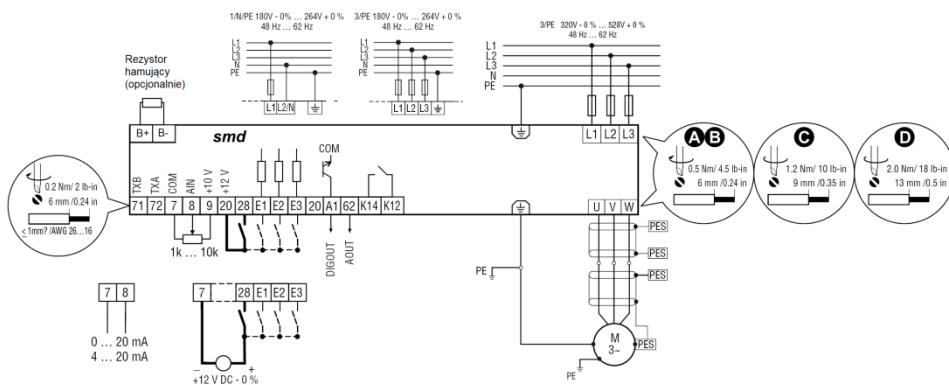 1/N/PE 180V - 0% ... 264V + 0 %
48 Hz ... 62 Hz
L1
L2
L3
N
PE
L1 L2/N
3/PE 180V - 0% ... 264V + 0 %
48 Hz ... 62 Hz
L1
L2
L3
N
PE
L1 L2 L3
3/PE 320V - 0% ... 528V + 0 %
48 Hz ... 62 Hz
L1
L2
L3
N
PE
Rezystor
hamujący
(opcjonalnie)
B+ B-
smd
L1 L2 L3
TXB TXA COM AIN +10 V +12 V
COM
71 72 7 8 9 20 28 E1 E2 E3 20 A1 62 K14 K12
U V W
0.2 Nm/ 2 lb-in
6 mm /0.24 in
≤1mm? /AWG 26...16
A B
0.5 Nm/ 4.5 lb-in
6 mm/0.24 in
C
1.2 Nm/ 10 lb-in
9 mm /0.35 in
D
2.0 Nm/ 18 lb-in
13 mm /0.5 in
1k ... 10k
DIGOUT
AOUT
PES
PES
PES
PES
PE
7 8
0 ... 20 mA
4 ... 20 mA
7 28 E1 E2 E3
– +
+12 V DC - 0 %
M
3~
PES
PE